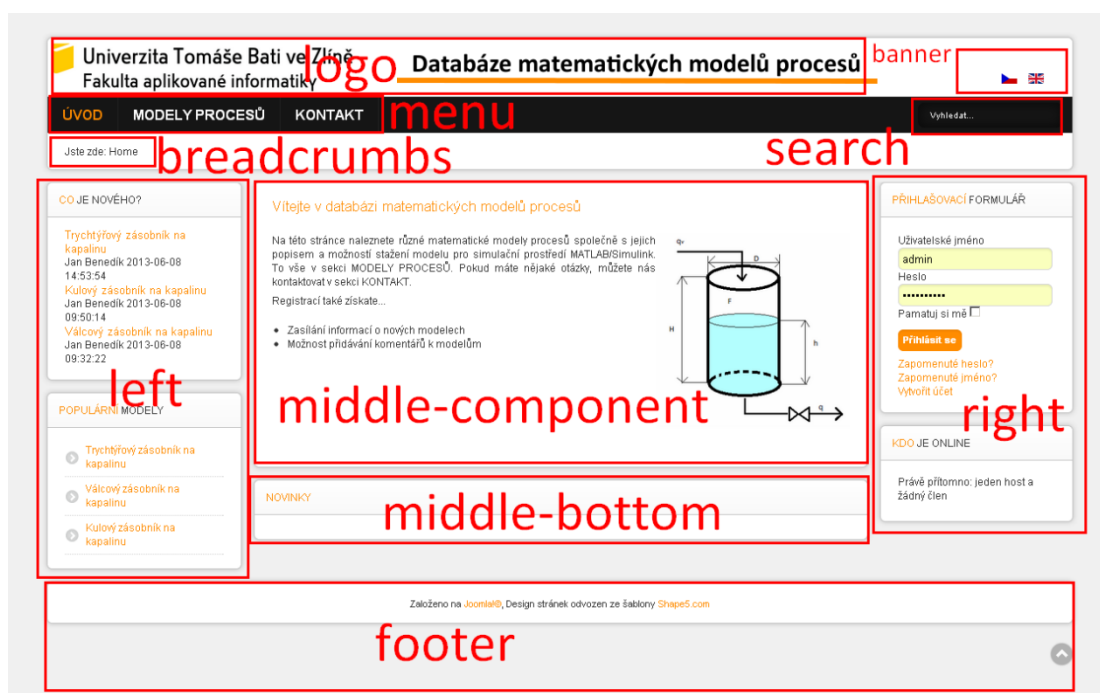 Univerzita Tomáše Bati ve Zlíně
Fakulta aplikované informatiky
logo
Databáze matematických modelů procesů
banner
ÚVOD MODELY PROCESŮ KONTAKT
menu
Vyhledat...
search
Jste zde: Home
breadcrumbs
CO JE NOVÉHO?
Trychtýřový zásobník na
kapalinu
Jan Benedík 2013-06-08
14:53:54
Kulový zásobník na kapalinu
Jan Benedík 2013-06-08
09:50:14
Válcový zásobník na kapalinu
Jan Benedík 2013-06-08
09:32:22
left
POPULÁRNÍ MODELY
Trychtýřový zásobník na
kapalinu
Válcový zásobník na
kapalinu
Kulový zásobník na
kapalinu
Vítejte v databázi matematických modelů procesů
Na této stránce naleznete různé matematické modely procesů společně s jejich
popisem a možností stažení modelu pro simulační prostředí MATLAB/Simulink.
To vše v sekci MODELY PROCESŮ. Pokud máte nějaké otázky, můžete nás
kontaktovat v sekci KONTAKT.
Registrací také získate...
Zasílání informací o nových modelech
Možnost přidávání komentářů k modelům
qv
D
F
H
h
q
middle-component
NOVINKY
middle-bottom
PŘIHLAŠOVACÍ FORMULÁŘ
Uživatelské jméno
admin
Heslo
••••••••••
Pamatuj si mě
Přihlásit se
Zapomenuté heslo?
Zapomenuté jméno?
Vytvořit účet
right
KDO JE ONLINE
Právě přítomno: jeden host a
žádný člen
Založeno na Joomla!®, Design stránek odvozen ze šablony Shape5.com
footer